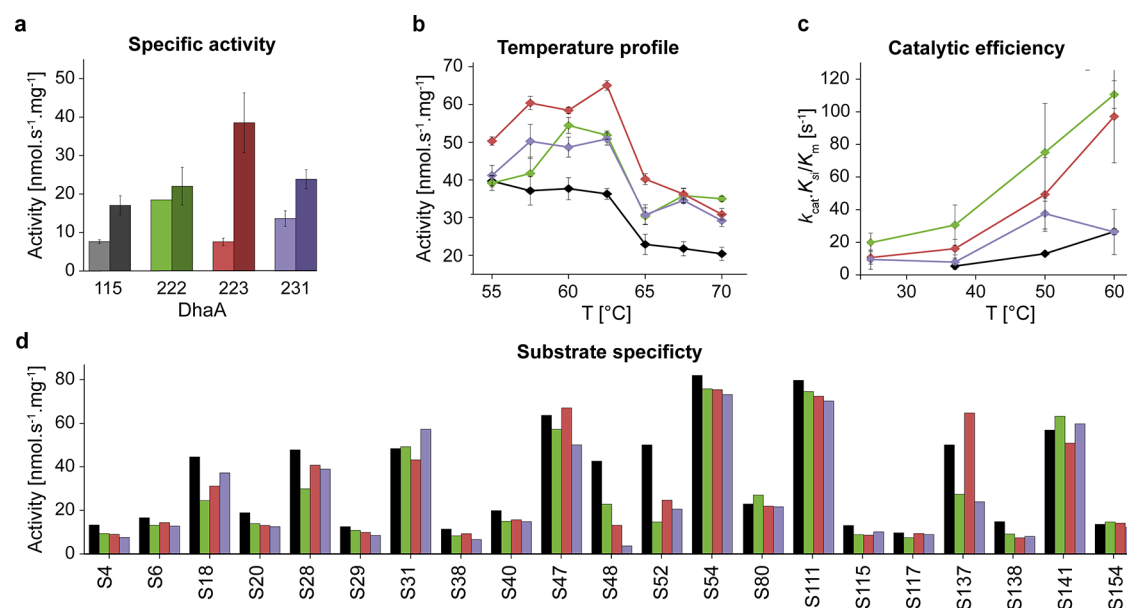 a
Specific activity
Activity [nmol.s⁻¹.mg⁻¹]
50
40
30
20
10
0
115 222 223 231
DhaA
b
Temperature profile
Activity [nmol.s⁻¹.mg⁻¹]
70
60
50
40
30
20
55 60 65 70
T [°C]
c
Catalytic efficiency
kcat.Ksi/Km [s⁻¹]
120
100
80
60
40
20
0
30 40 50 60
T [°C]
d
Substrate specificty
Activity [nmol.s⁻¹.mg⁻¹]
80
60
40
20
0
S4 S6 S18 S20 S28 S29 S31 S38 S40 S47 S48 S52 S54 S80 S111 S115 S117 S137 S138 S141 S154